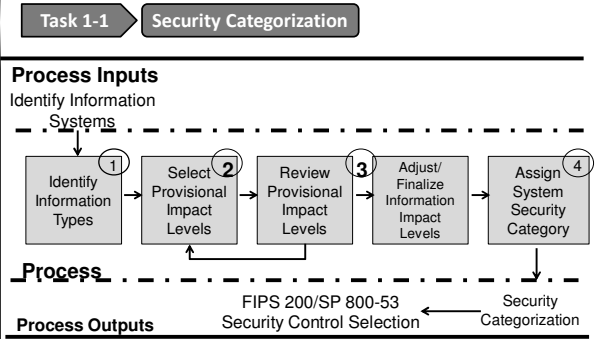 Task 1-1
Security Categorization
Process Inputs
Identify Information
Systems
1
Identify
Information
Types
2
Select
Provisional
Impact
Levels
3
Review
Provisional
Impact
Levels
Adjust/
Finalize
Information
Impact
Levels
4
Assign
System
Security
Category
Process
FIPS 200/SP 800-53
Security Control Selection
Security
Categorization
Process Outputs